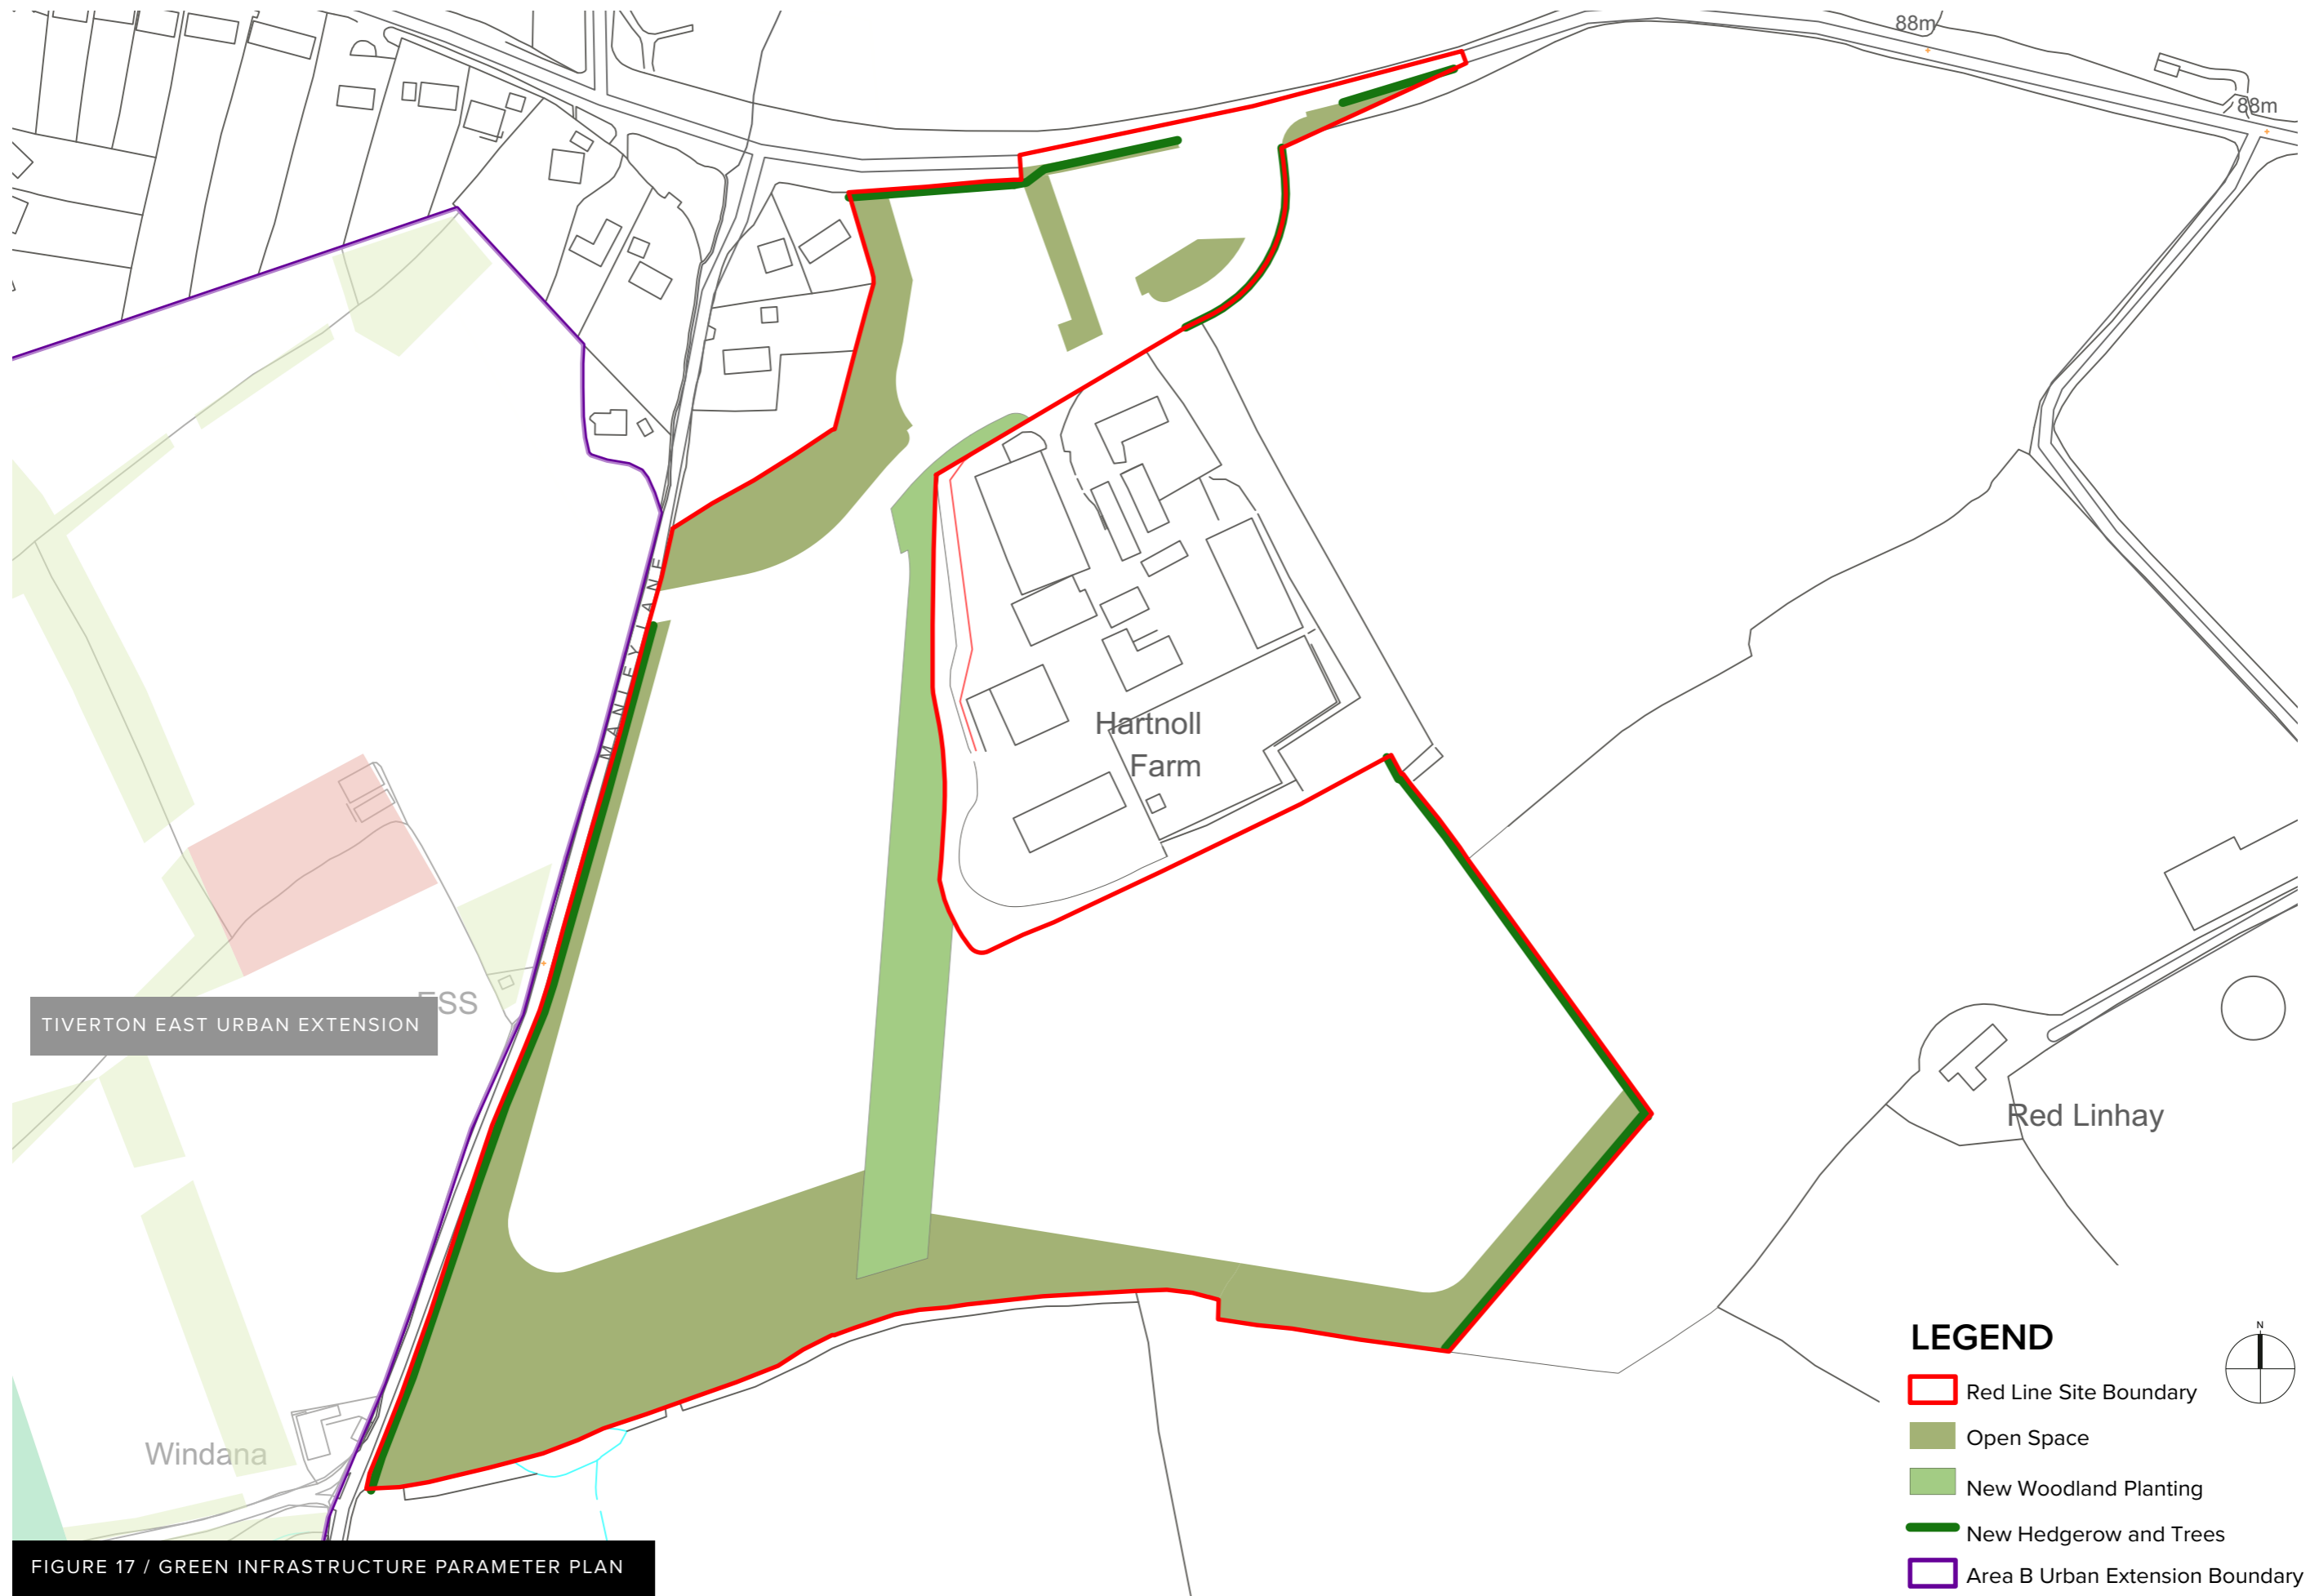 88m
88m
MANLEY LANE
Hartnoll
Farm
ESS
TIVERTON EAST URBAN EXTENSION
Red Linhay
Windana
LEGEND
N
Red Line Site Boundary
Open Space
New Woodland Planting
New Hedgerow and Trees
Area B Urban Extension Boundary
FIGURE 17 / GREEN INFRASTRUCTURE PARAMETER PLAN